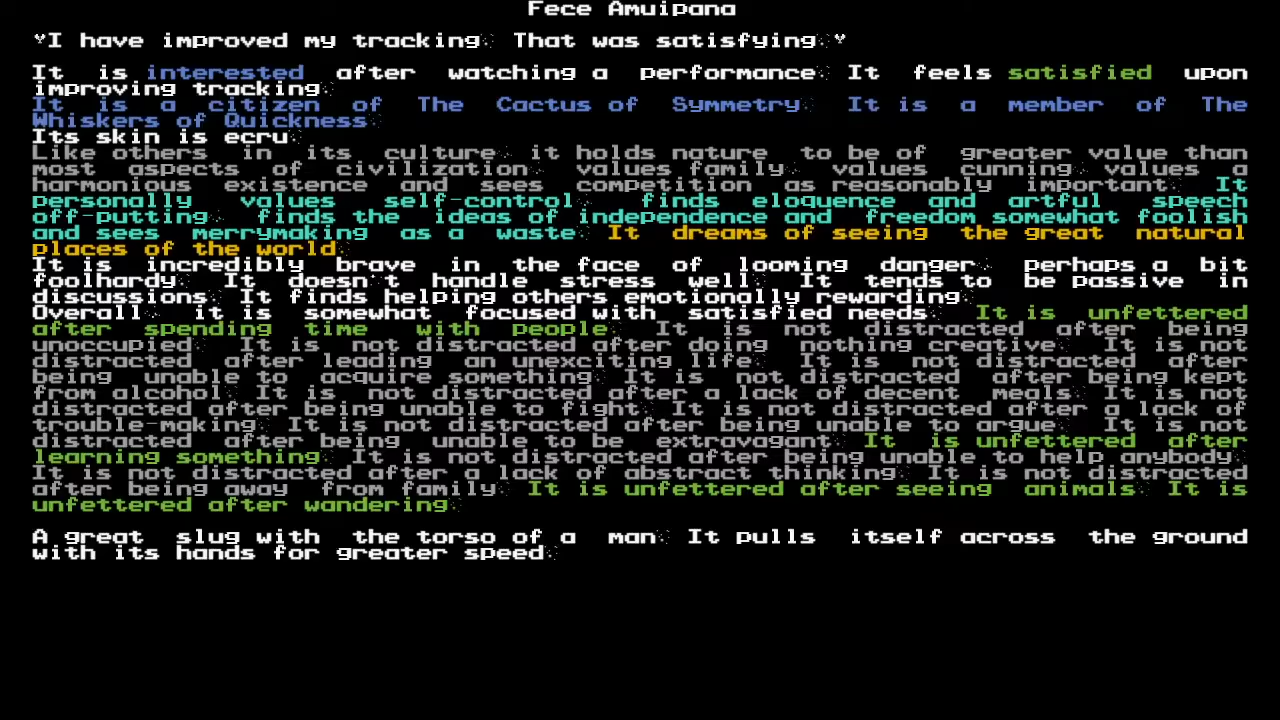 Fece Amuipana
"I have improved my tracking. That was satisfying."
It is interested after watching a performance. It feels satisfied upon
improving tracking.
It is a citizen of The Cactus of Symmetry. It is a member of The
Whiskers of Quickness.
Its skin is ecru.
Like others in its culture, it holds nature to be of greater value than
most aspects of civilization, values family, values cunning, values a
harmonious existence and sees competition as reasonably important. It
personally values self-control, finds eloquence and artful speech
off-putting, finds the ideas of independence and freedom somewhat foolish
and sees merrymaking as a waste. It dreams of seeing the great natural
places of the world.
It is incredibly brave in the face of looming danger, perhaps a bit
foolhardy. It doesn't handle stress well. It tends to be passive in
discussions. It finds helping others emotionally rewarding.
Overall, it is somewhat focused with satisfied needs. It is unfettered
after spending time with people. It is not distracted after being
unoccupied. It is not distracted after doing nothing creative. It is not
distracted after leading an unexciting life. It is not distracted after
being unable to acquire something. It is not distracted after being kept
from alcohol. It is not distracted after a lack of decent meals. It is not
distracted after being unable to fight. It is not distracted after a lack of
trouble-making. It is not distracted after being unable to argue. It is not
distracted after being unable to be extravagant. It is unfettered after
learning something. It is not distracted after being unable to help anybody.
It is not distracted after a lack of abstract thinking. It is not distracted
after being away from family. It is unfettered after seeing animals. It is
unfettered after wandering.
A great slug with the torso of a man. It pulls itself across the ground
with its hands for greater speed.